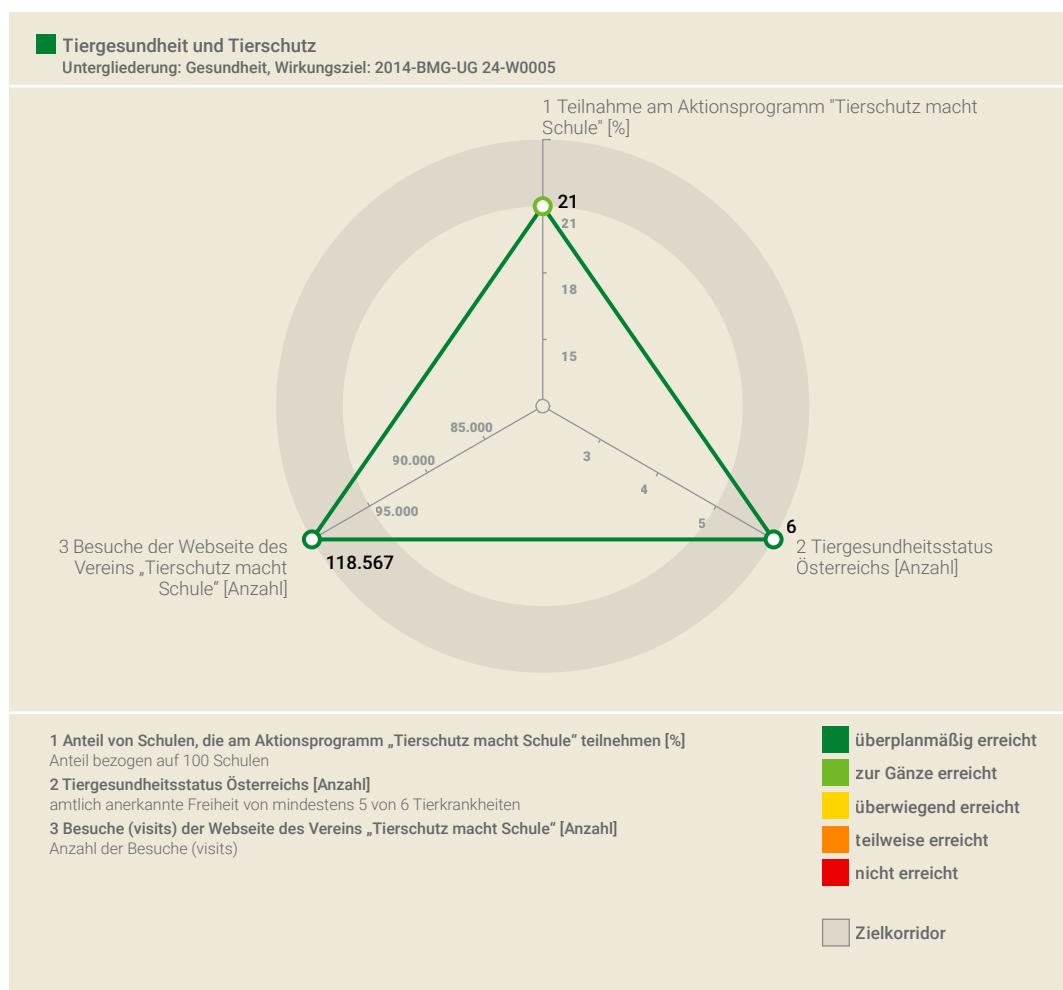 Tiergesundheit und Tierschutz
Untergliederung: Gesundheit, Wirkungsziel: 2014-BMG-UG 24-W0005
1 Teilnahme am Aktionsprogramm "Tierschutz macht
Schule" [%]
21
21
18
15
85.000
90.000
95.000
3
4
5
6
118.567
3 Besuche der Webseite des
Vereins „Tierschutz macht
Schule“ [Anzahl]
2 Tiergesundheitsstatus
Österreichs [Anzahl]
1 Anteil von Schulen, die am Aktionsprogramm „Tierschutz macht Schule“ teilnehmen [%]
Anteil bezogen auf 100 Schulen
2 Tiergesundheitsstatus Österreichs [Anzahl]
amtlich anerkannte Freiheit von mindestens 5 von 6 Tierkrankheiten
3 Besuche (visits) der Webseite des Vereins „Tierschutz macht Schule“ [Anzahl]
Anzahl der Besuche (visits)
überplanmäßig erreicht
zur Gänze erreicht
überwiegend erreicht
teilweise erreicht
nicht erreicht
Zielkorridor